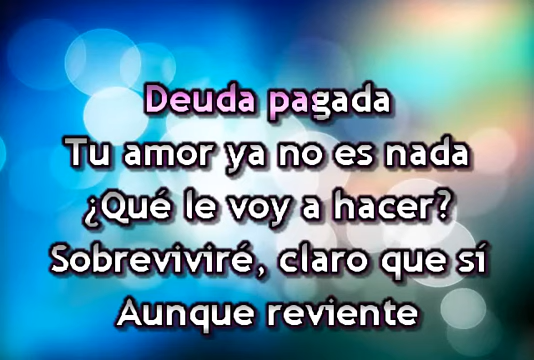 Deuda pagada
Tu amor ya no es nada
¿Qué le voy a hacer?
Sobreviviré, claro que sí
Aunque reviente